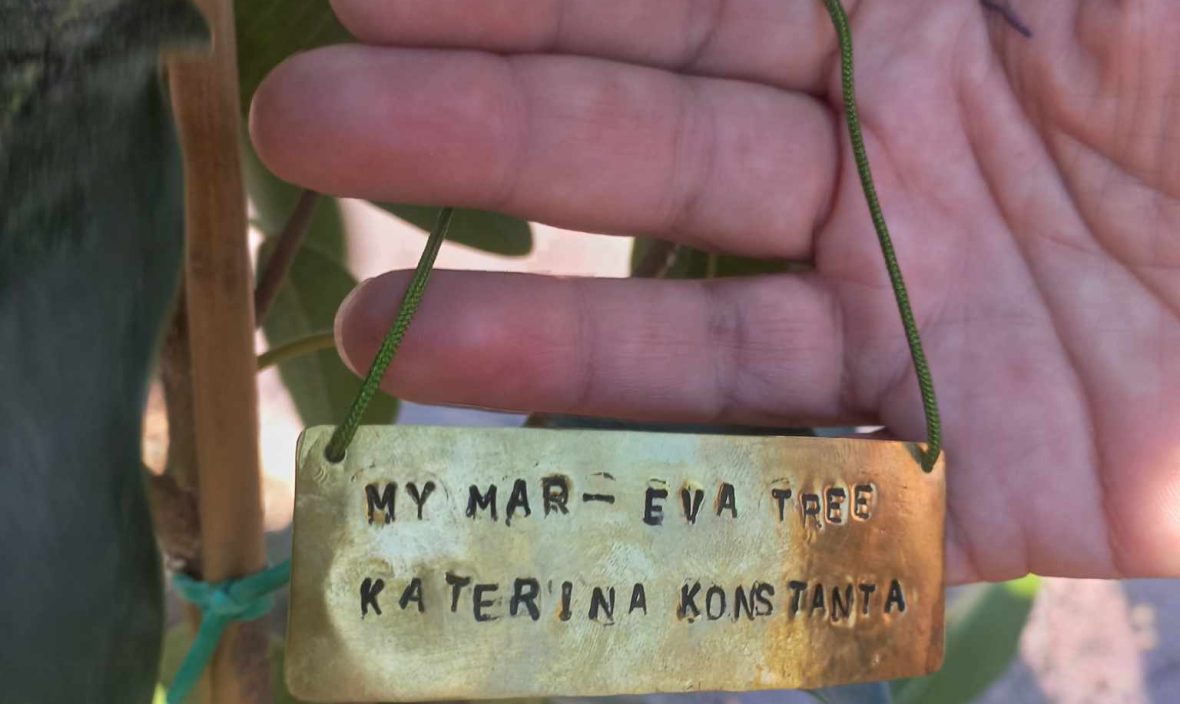 MY MAR- EVA TREE
KATERINA KONSTANTA